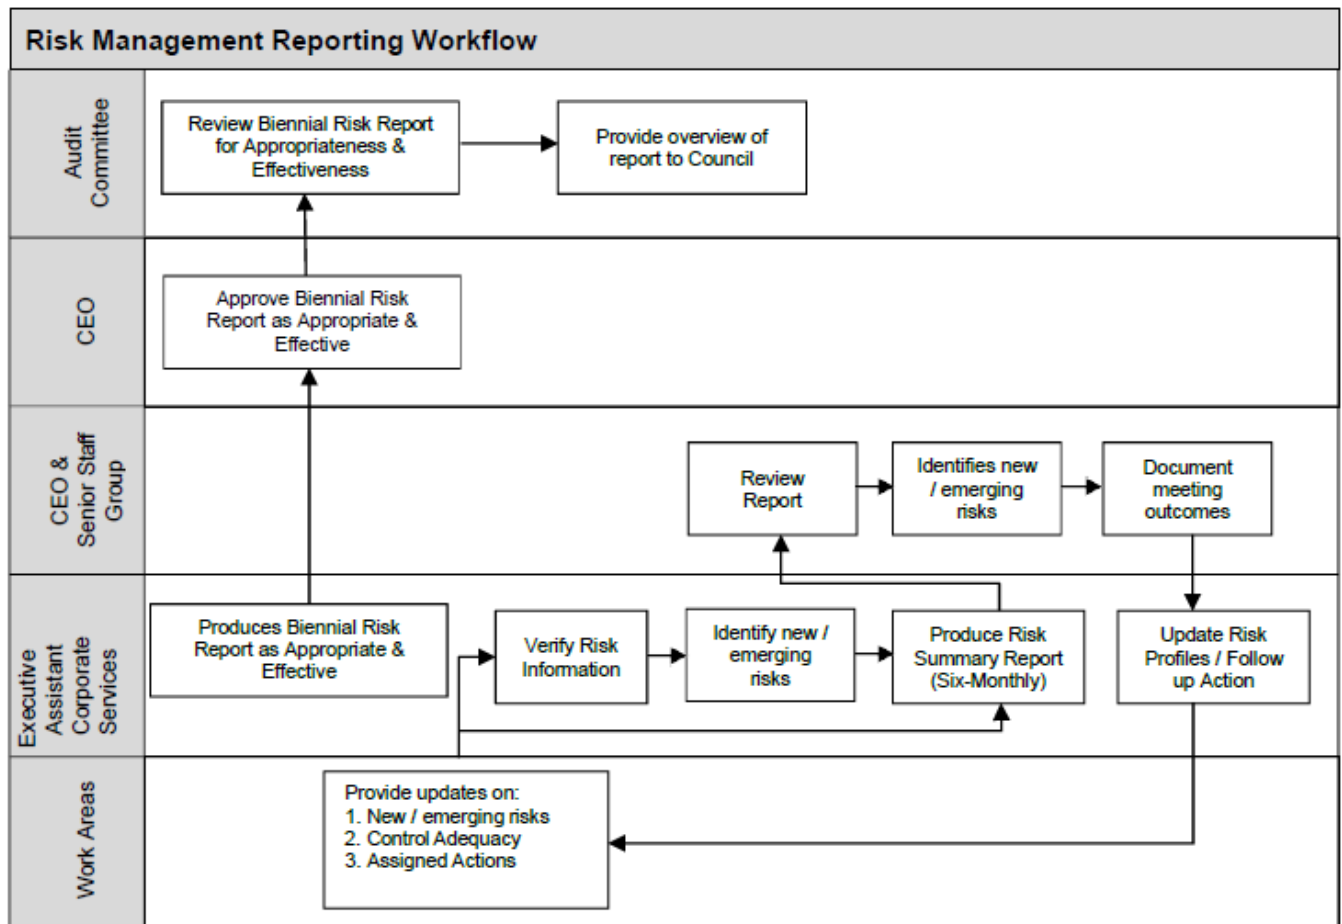 Risk Management Reporting Workflow
Audit
Committee
Review Biennial Risk Report
for Appropriateness &
Effectiveness
Provide overview of
report to Council
CEO
Approve Biennial Risk
Report as Appropriate &
Effective
CEO &
Senior Staff
Group
Review
Report
Identifies new
/ emerging
risks
Document
meeting
outcomes
Executive
Assistant
Corporate
Services
Produces Biennial Risk
Report as Appropriate &
Effective
Verify Risk
Information
Identify new /
emerging
risks
Produce Risk
Summary Report
(Six-Monthly)
Update Risk
Profiles / Follow
up Action
Work Areas
Provide updates on:
1. New / emerging risks
2. Control Adequacy
3. Assigned Actions